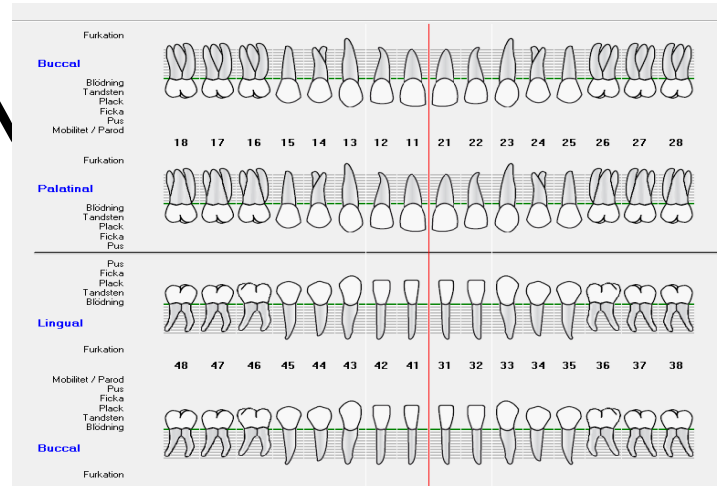 Furkation
Buccal
Blödning
Tandsten
Plack
Ficka
Pus
Mobilitet / Parod
18 17 16 15 14 13 12 11 21 22 23 24 25 26 27 28
Furkation
Palatinal
Blödning
Tandsten
Plack
Ficka
Pus
Pus
Ficka
Plack
Tandsten
Blödning
Lingual
Furkation
48 47 46 45 44 43 42 41 31 32 33 34 35 36 37 38
Mobilitet / Parod
Pus
Ficka
Plack
Tandsten
Blödning
Buccal
Furkation